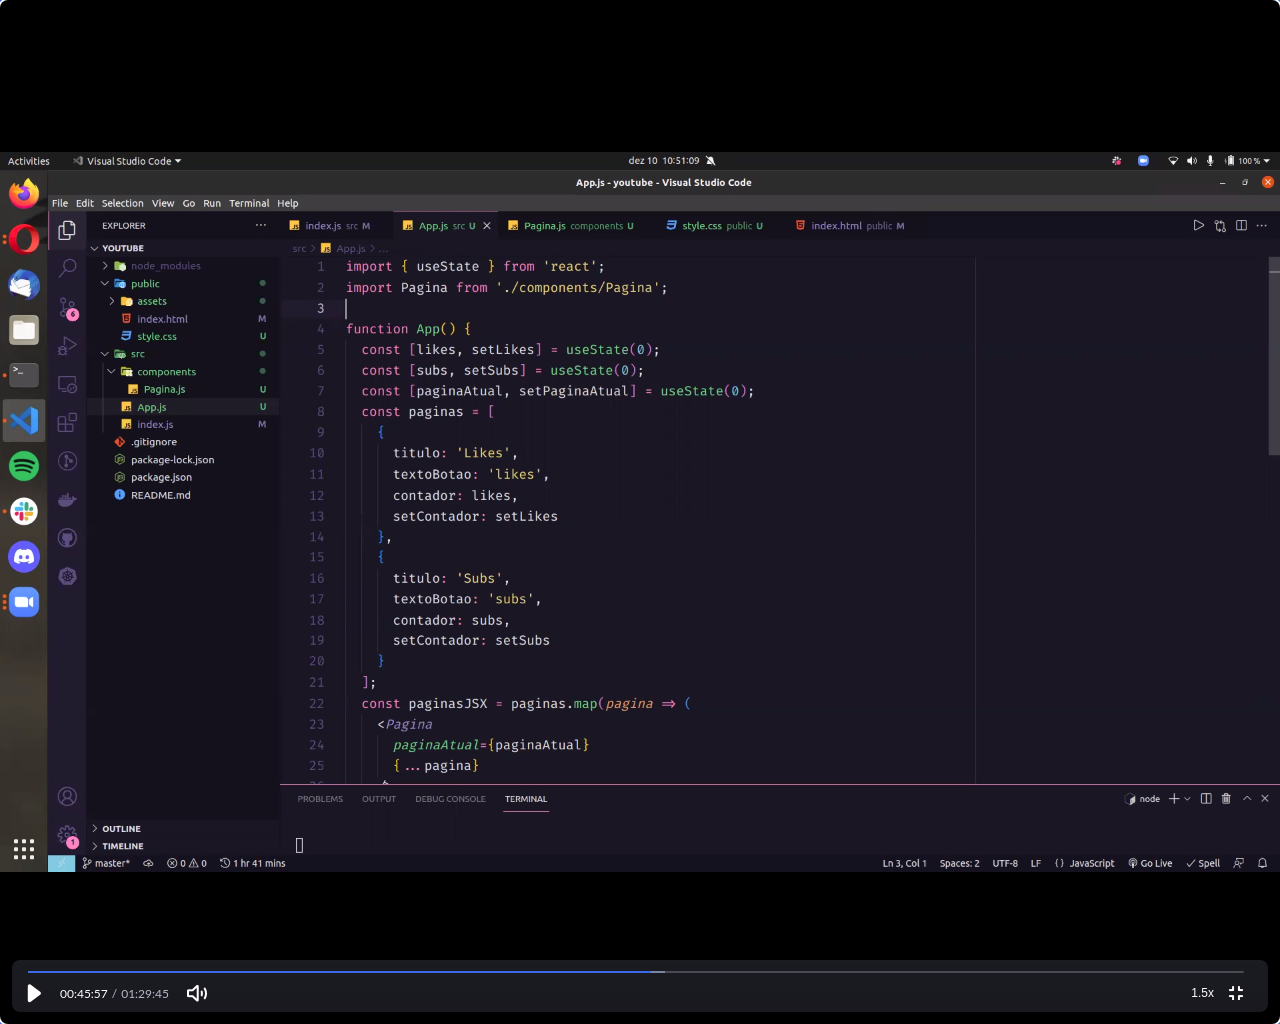 Activities
Visual Studio Code
dez 10 10:51:09
100 %
App.js - youtube - Visual Studio Code
File Edit Selection View Go Run Terminal Help
EXPLORER
index.js src M
App.js src U
Pagina.js components U
style.css public U
index.html public M
YOUTUBE
node_modules
public
assets
index.html M
style.css U
src
components
Pagina.js U
App.js U
index.js M
.gitignore
package-lock.json
package.json
README.md
OUTLINE
TIMELINE
6
1
src > App.js > ...
1 import { useState } from 'react';
2 import Pagina from './components/Pagina';
3
4 function App() {
5 const [likes, setLikes] = useState(0);
6 const [subs, setSubs] = useState(0);
7 const [paginaAtual, setPaginaAtual] = useState(0);
8 const paginas = [
9 {
10 titulo: 'Likes',
11 textoBotao: 'likes',
12 contador: likes,
13 setContador: setLikes
14 },
15 {
16 titulo: 'Subs',
17 textoBotao: 'subs',
18 contador: subs,
19 setContador: setSubs
20 }
21 ];
22 const paginasJSX = paginas.map(pagina => (
23 <Pagina
24 paginaAtual={paginaAtual}
25 {...pagina}
PROBLEMS OUTPUT DEBUG CONSOLE TERMINAL
node
master* 0 0 1 hr 41 mins
Ln 3, Col 1 Spaces: 2 UTF-8 LF {} JavaScript Go Live Spell
00:45:57 / 01:29:45
1.5x